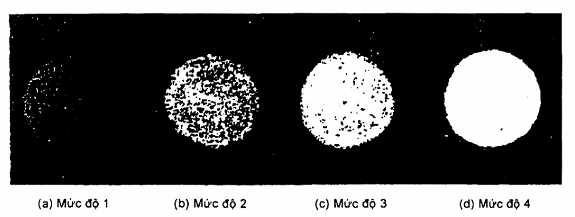 (a) Mức độ 1
(b) Mức độ 2
(c) Mức độ 3
(d) Mức độ 4